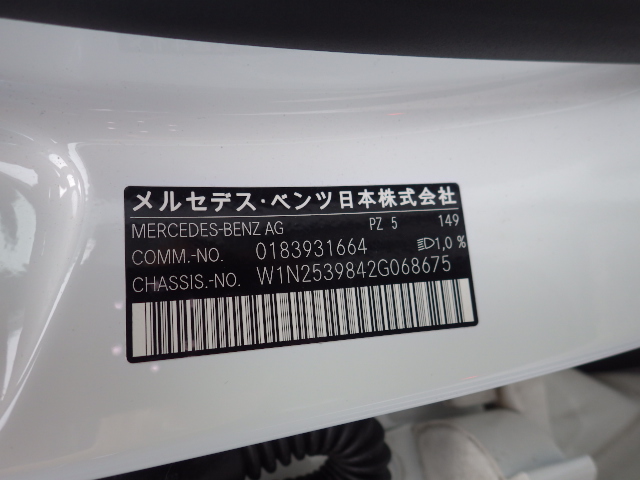 メルセデス・ベンツ日本株式会社
MERCEDES-BENZ AG PZ 5 149
COMM.-NO. 0183931664 1,0 %
CHASSIS.-NO. W1N2539842G068675